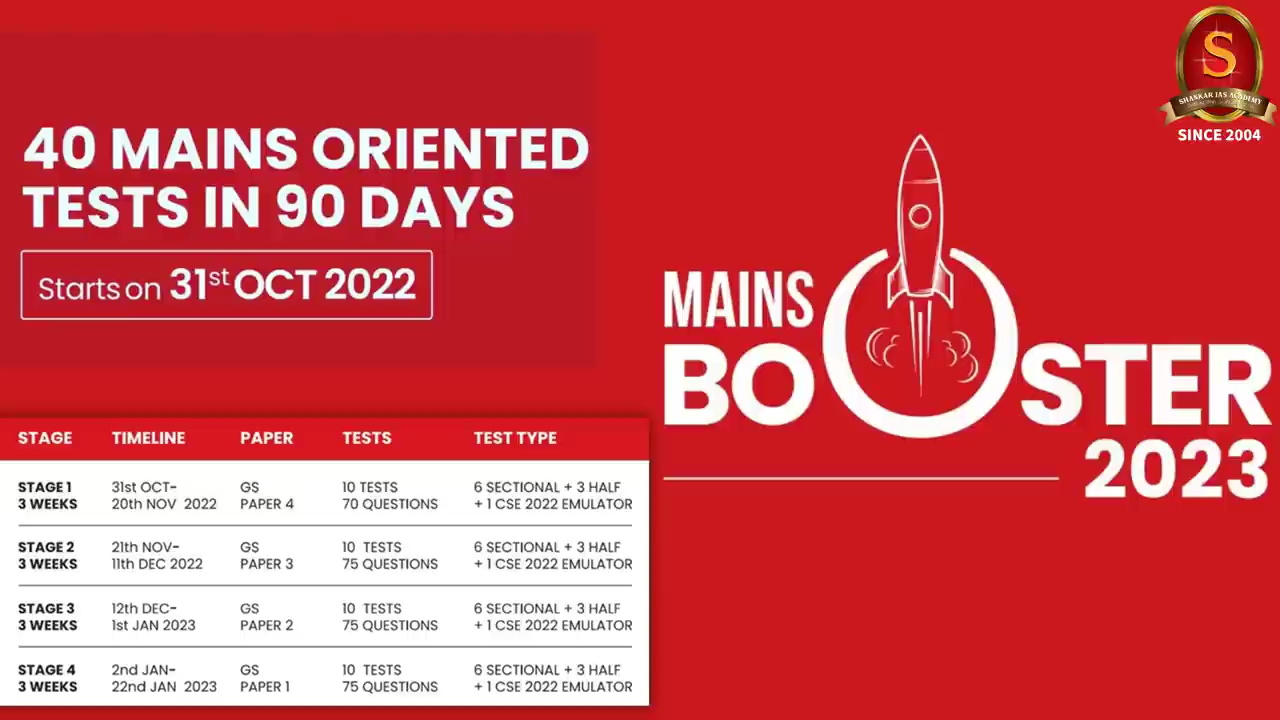 S
SHANKAR IAS ACADEMY
SINCE 2004
40 MAINS ORIENTED
TESTS IN 90 DAYS
Starts on 31st OCT 2022
MAINS
BOOSTER
2023
STAGE TIMELINE PAPER TESTS TEST TYPE
STAGE 1 31st OCT- GS 10 TESTS 6 SECTIONAL + 3 HALF
3 WEEKS 20th NOV 2022 PAPER 4 70 QUESTIONS + 1 CSE 2022 EMULATOR
STAGE 2 21th NOV- GS 10 TESTS 6 SECTIONAL + 3 HALF
3 WEEKS 11th DEC 2022 PAPER 3 75 QUESTIONS + 1 CSE 2022 EMULATOR
STAGE 3 12th DEC- GS 10 TESTS 6 SECTIONAL + 3 HALF
3 WEEKS 1st JAN 2023 PAPER 2 75 QUESTIONS + 1 CSE 2022 EMULATOR
STAGE 4 2nd JAN- GS 10 TESTS 6 SECTIONAL + 3 HALF
3 WEEKS 22nd JAN 2023 PAPER 1 75 QUESTIONS + 1 CSE 2022 EMULATOR